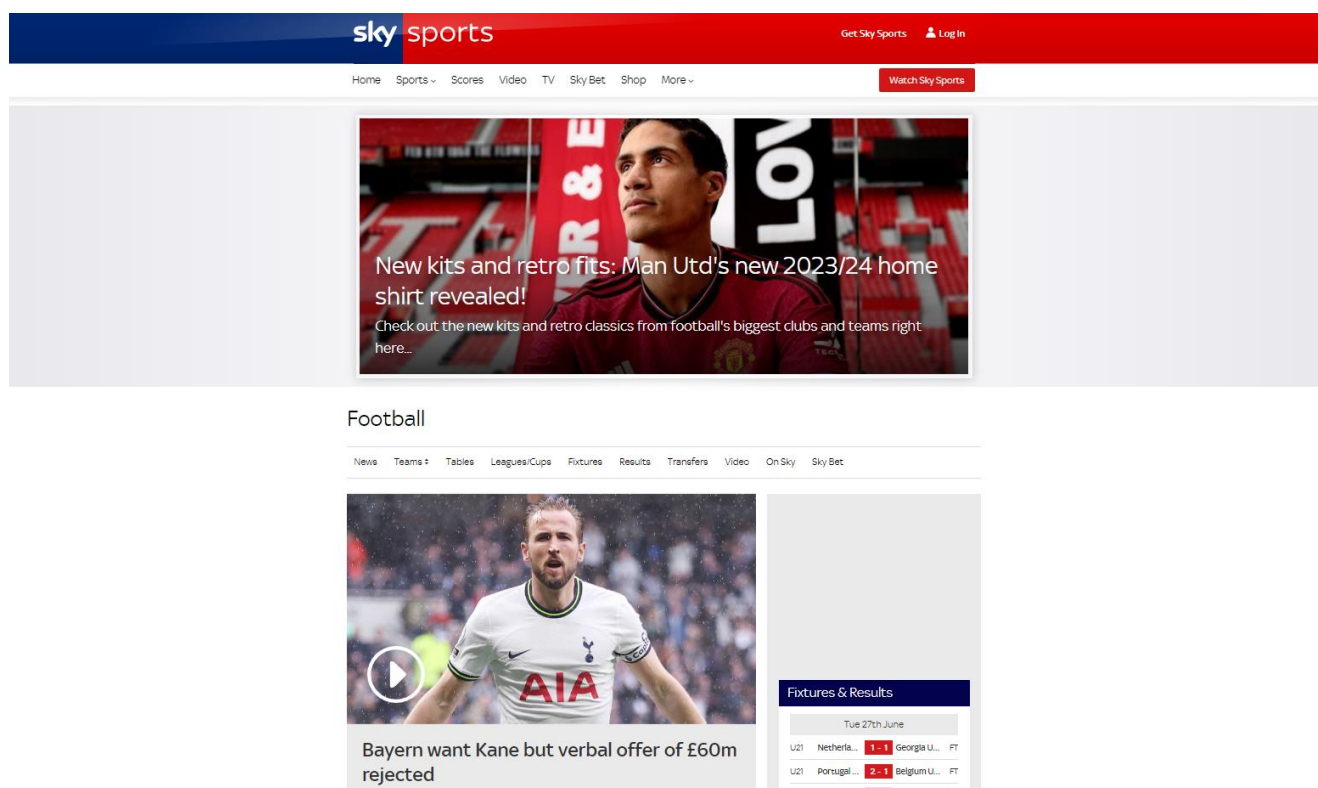 sky sports
Get Sky Sports
Log In
Home Sports Scores Video TV Sky Bet Shop More
Watch Sky Sports
ER & E
LOV
New kits and retro fits: Man Utd's new 2023/24 home
shirt revealed!
Check out the new kits and retro classics from football's biggest clubs and teams right
here...
Football
News Teams Tables Leagues/Cups Fixtures Results Transfers Video On Sky Sky Bet
AIA
Bayern want Kane but verbal offer of £60m
rejected
Fixtures & Results
Tue 27th June
U21 Netherla... 1 - 1 Georgia U... FT
U21 Portugal ... 2 - 1 Belgium U... FT